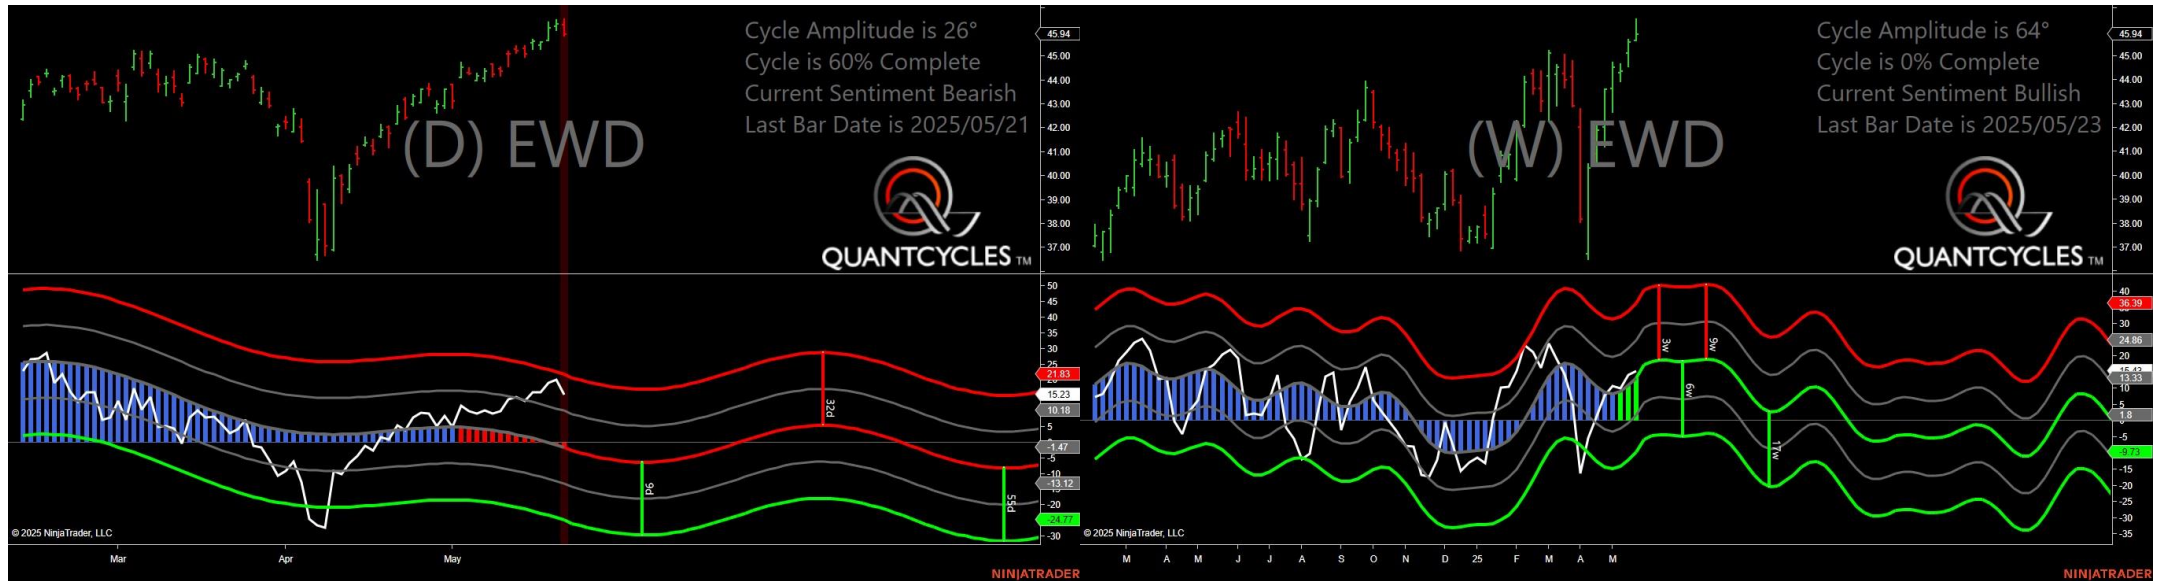 Cycle Amplitude is 26°
Cycle is 60% Complete
Current Sentiment Bearish
Last Bar Date is 2025/05/21
(D) EWD
QUANTCYCLES TM
45.94
45.00
44.00
43.00
42.00
41.00
40.00
39.00
38.00
37.00
50
45
40
35
30
25
21.83
15.23
10.18
5
-1.47
-5
-10
-13.12
-20
-24.77
-30
9d
32d
55d
© 2025 NinjaTrader, LLC
Mar
Apr
May
NINJATRADER
Cycle Amplitude is 64°
Cycle is 0% Complete
Current Sentiment Bullish
Last Bar Date is 2025/05/23
(W) EWD
QUANTCYCLES TM
45.94
45.00
44.00
43.00
42.00
41.00
40.00
39.00
38.00
37.00
40
36.39
30
24.86
20
15.43
13.33
10
5
1.8
-5
-9.73
-15
-20
-25
-30
-35
3w
9w
6w
17w
© 2025 NinjaTrader, LLC
M
A
M
J
J
A
S
O
N
D
25
F
M
A
M
NINJATRADER